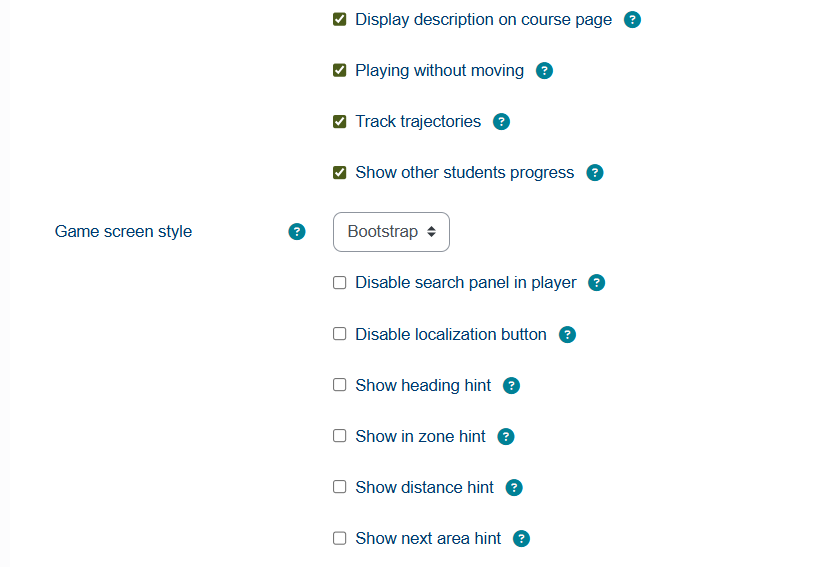 Display description on course page ?
Playing without moving ?
Track trajectories ?
Show other students progress ?
Game screen style ? Bootstrap
Disable search panel in player ?
Disable localization button ?
Show heading hint ?
Show in zone hint ?
Show distance hint ?
Show next area hint ?